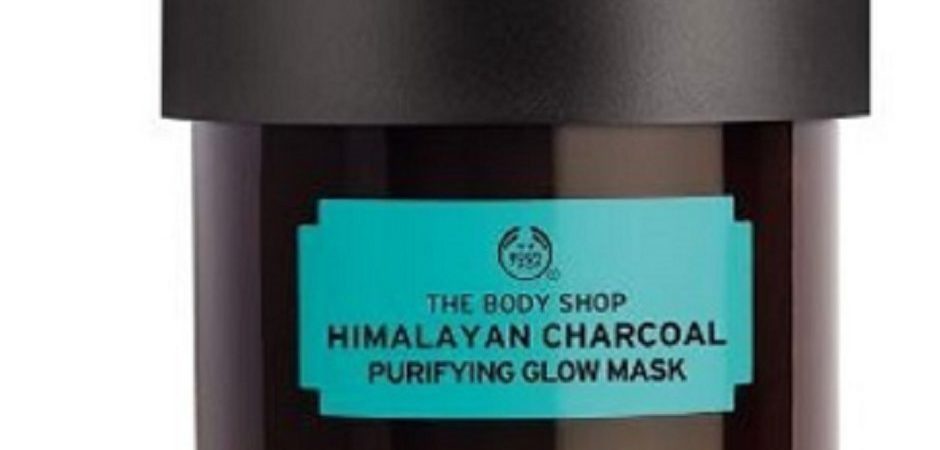 THE BODY SHOP
HIMALAYAN CHARCOAL
PURIFYING GLOW MASK